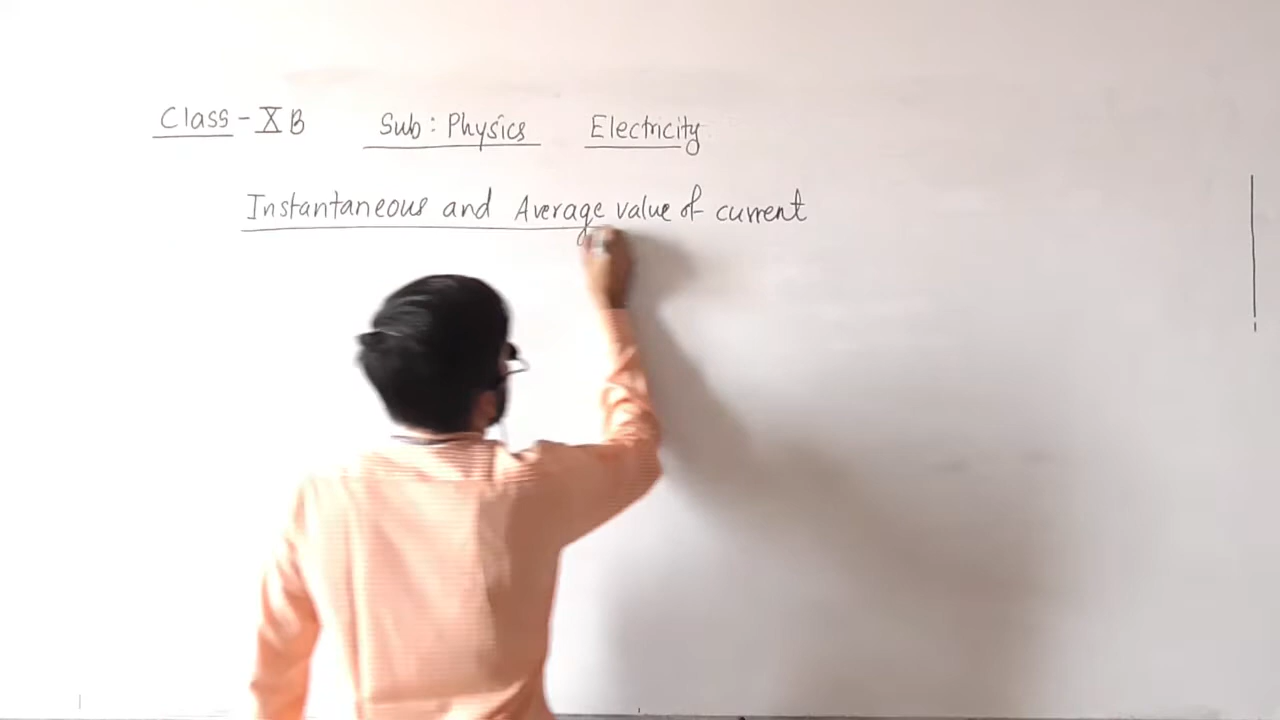 Class - X B Sub : Physics Electricity
Instantaneous and Average value of current